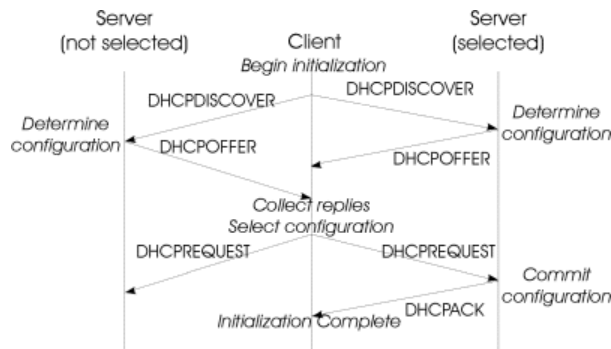 Server
(not selected)
Client
Server
(selected)
Begin initialization
DHCPDISCOVER
DHCPDISCOVER
Determine
configuration
Determine
configuration
DHCPOFFER
DHCPOFFER
Collect replies
Select configuration
DHCPREQUEST
DHCPREQUEST
Commit
configuration
DHCPACK
Initialization Complete